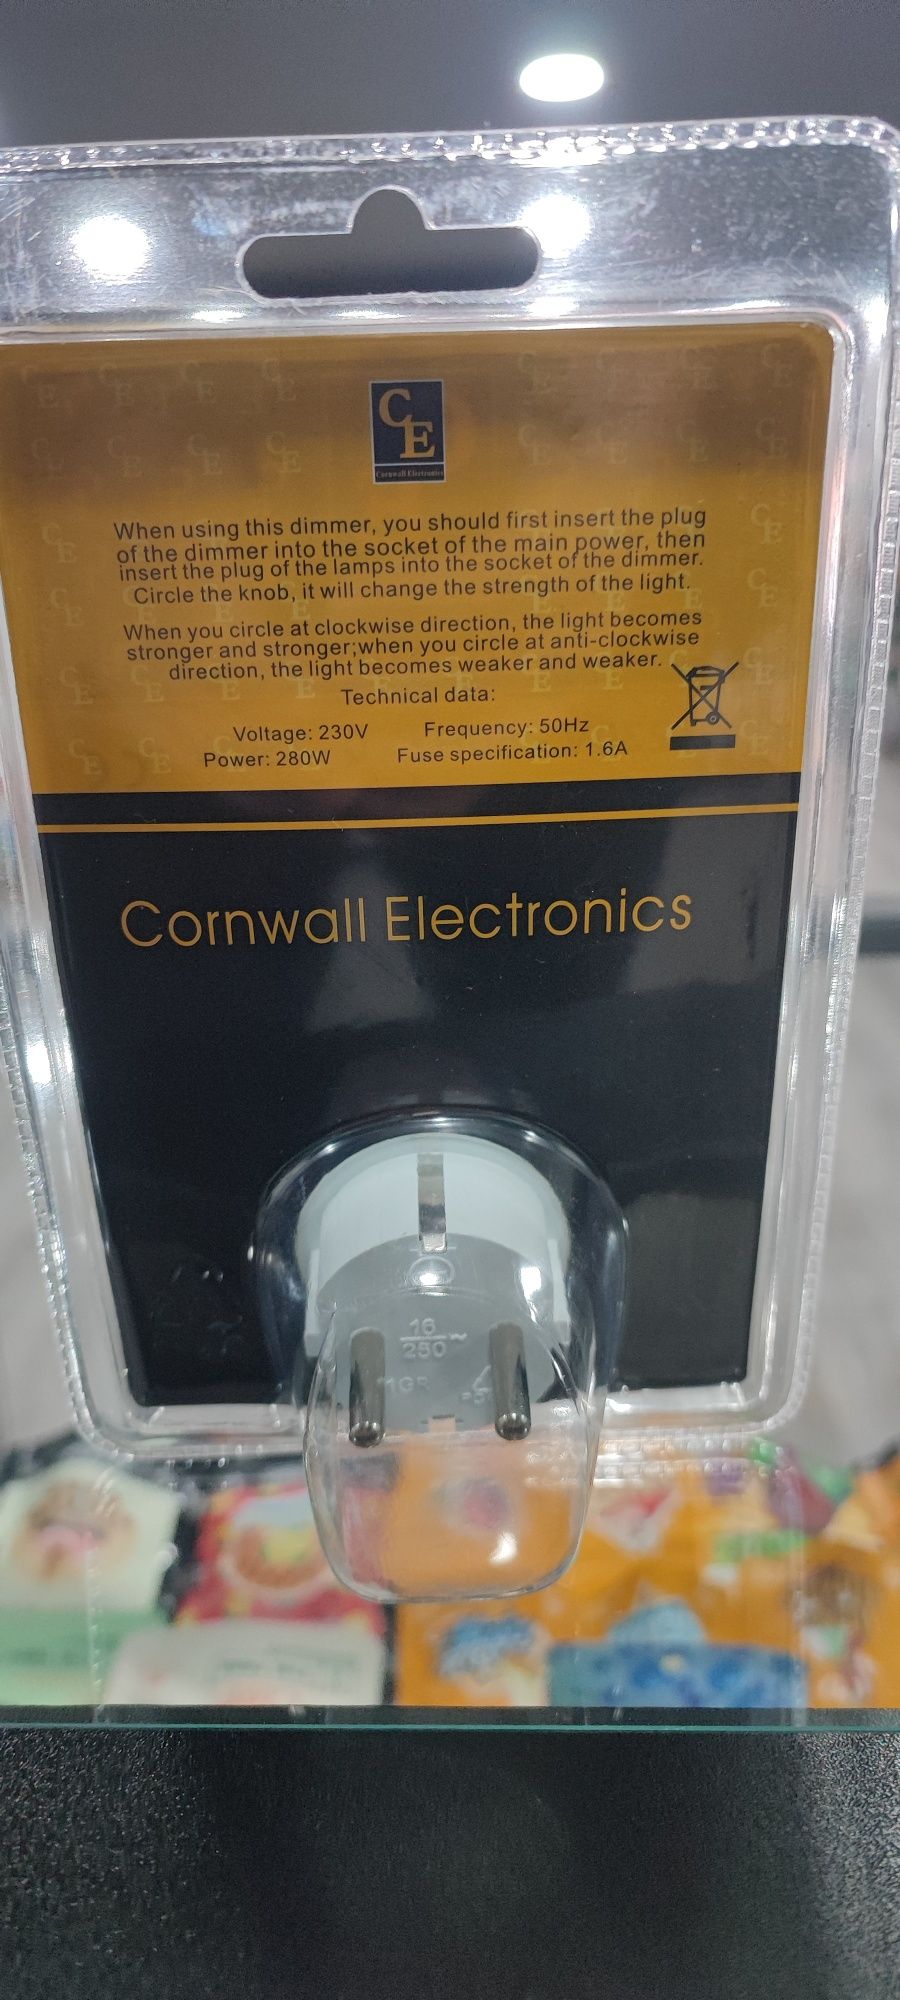 CE
Cornwall Electronics
When using this dimmer, you should first insert the plug
of the dimmer into the socket of the main power, then
insert the plug of the lamps into the socket of the dimmer.
Circle the knob, it will change the strength of the light.
When you circle at clockwise direction, the light becomes
stronger and stronger;when you circle at anti-clockwise
direction, the light becomes weaker and weaker.
Technical data:
Voltage: 230V Frequency: 50Hz
Power: 280W Fuse specification: 1.6A
Cornwall Electronics
16
250~